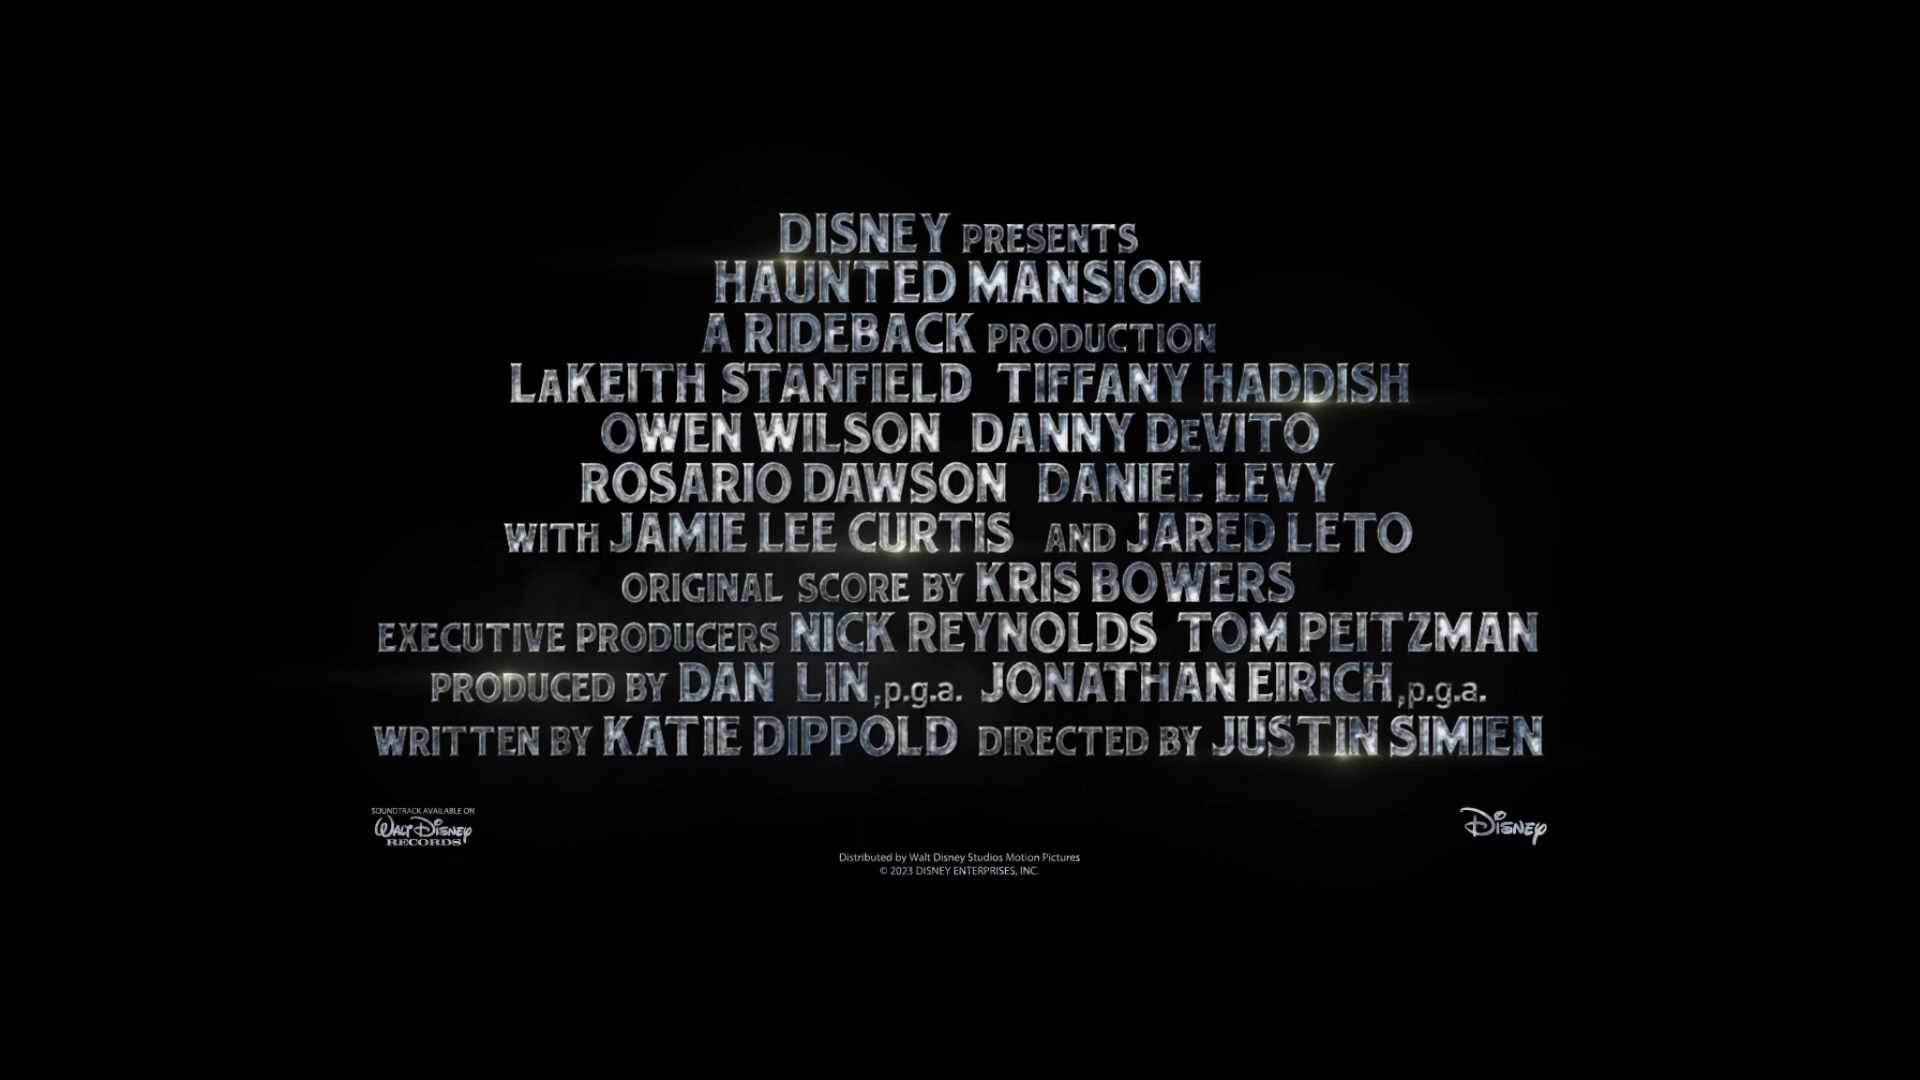 DISNEY PRESENTS
HAUNTED MANSION
A RIDEBACK PRODUCTION
LAKEITH STANFIELD TIFFANY HADDISH
OWEN WILSON DANNY DEVITO
ROSARIO DAWSON DANIEL LEVY
WITH JAMIE LEE CURTIS AND JARED LETO
ORIGINAL SCORE BY KRIS BOWERS
EXECUTIVE PRODUCERS NICK REYNOLDS TOM PEITZMAN
PRODUCED BY DAN LIN, p.g.a. JONATHAN EIRICH, p.g.a.
WRITTEN BY KATIE DIPPOLD DIRECTED BY JUSTIN SIMIEN
SOUNDTRACK AVAILABLE ON
WALT DISNEY
RECORDS
DISNEY
Distributed by Walt Disney Studios Motion Pictures
© 2023 DISNEY ENTERPRISES, INC.